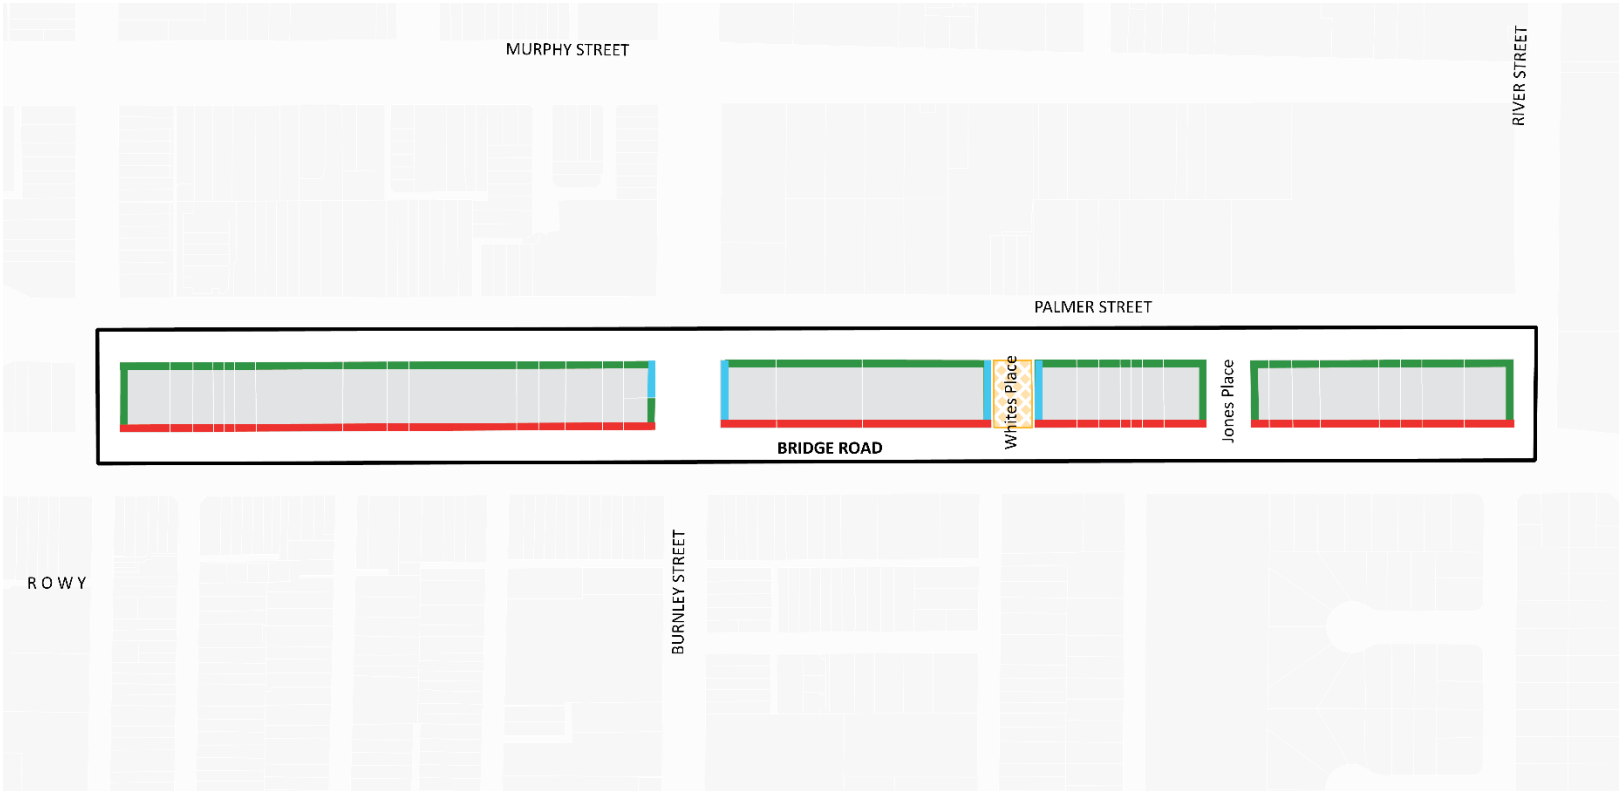 MURPHY STREET
RIVER STREET
PALMER STREET
Whites Place
Jones Place
BRIDGE ROAD
BURNLEY STREET
ROWY